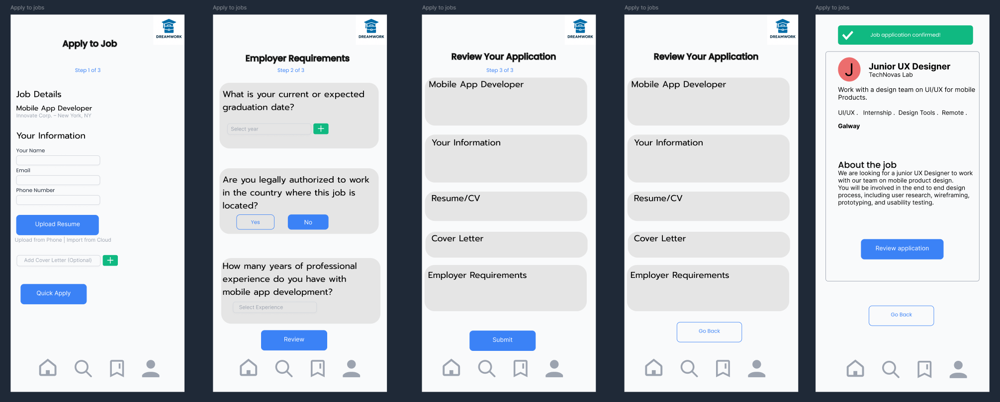 Apply to jobs
DREAMWORK
Apply to Job
Step 1 of 3
Job Details
Mobile App Developer
Innovate Corp. – New York, NY
Your Information
Your Name
Email
Phone Number
Upload Resume
Upload from Phone | Import from Cloud
Add Cover Letter (Optional)
Quick Apply
Apply to jobs
DREAMWORK
Employer Requirements
Step 2 of 3
What is your current or expected
graduation date?
Select year
Are you legally authorized to work
in the country where this job is
located?
Yes
No
How many years of professional
experience do you have with
mobile app development?
Select Experience
Review
Apply to jobs
DREAMWORK
Review Your Application
Step 3 of 3
Mobile App Developer
Your Information
Resume/CV
Cover Letter
Employer Requirements
Submit
Apply to jobs
DREAMWORK
Review Your Application
Mobile App Developer
Your Information
Resume/CV
Cover Letter
Employer Requirements
Go Back
Apply to jobs
Job application confirmed!
J
Junior UX Designer
TechNovas Lab
Work with a design team on UI/UX for mobile
Products.
UI/UX . Internship . Design Tools . Remote .
Galway
About the job
We are looking for a junior UX Designer to work
with our team on mobile product design.
You will be involved in the end to end design
process, including user research, wireframing,
prototyping, and usability testing.
Review application
Go Back